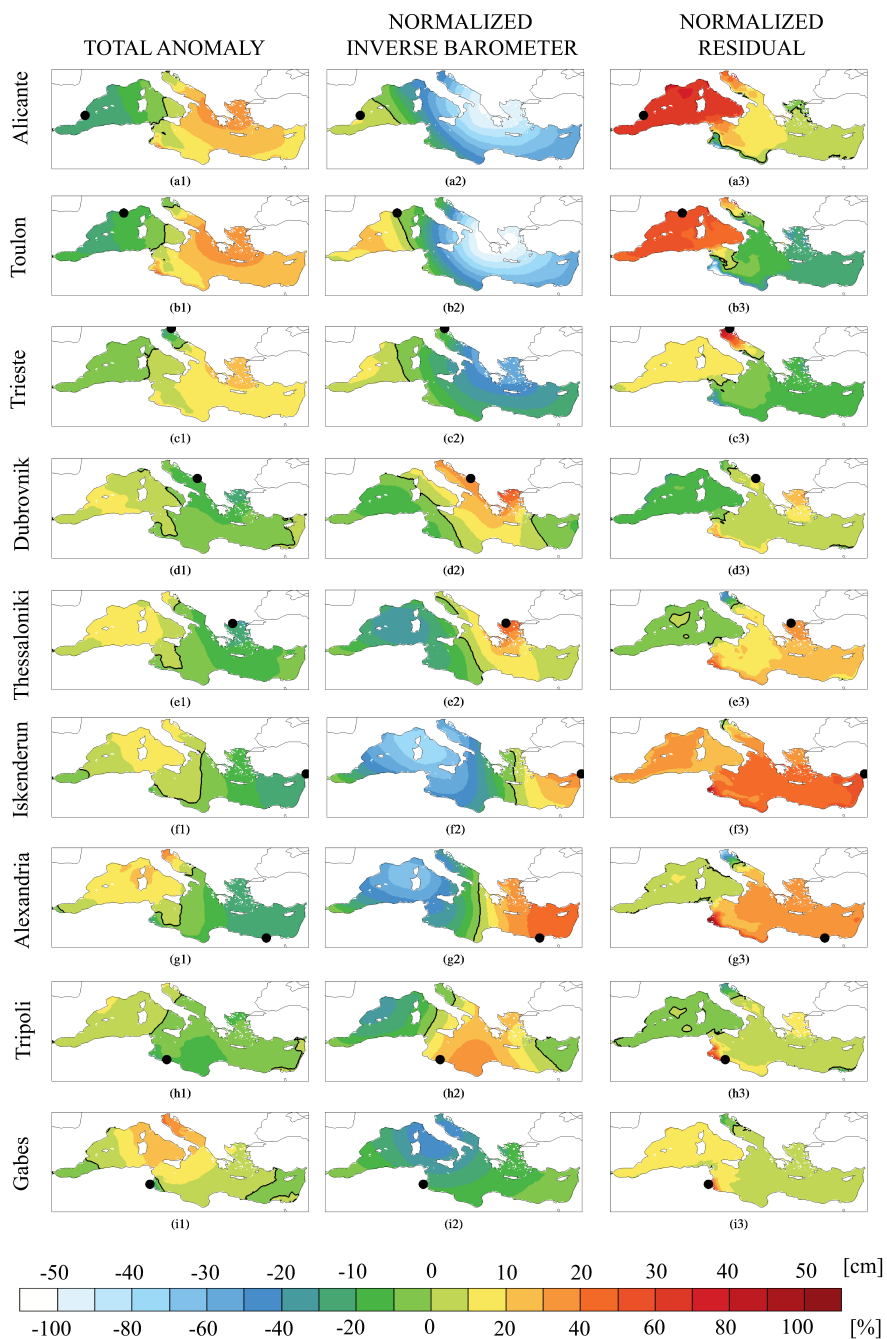 TOTAL ANOMALY
NORMALIZED
INVERSE BAROMETER
NORMALIZED
RESIDUAL
Alicante
(a1)
(a2)
(a3)
Toulon
(b1)
(b2)
(b3)
Trieste
(c1)
(c2)
(c3)
Dubrovnik
(d1)
(d2)
(d3)
Thessaloniki
(e1)
(e2)
(e3)
Iskenderun
(f1)
(f2)
(f3)
Alexandria
(g1)
(g2)
(g3)
Tripoli
(h1)
(h2)
(h3)
Gabes
(i1)
(i2)
(i3)
-50 -40 -30 -20 -10 0 10 20 30 40 50 [cm]
-100 -80 -60 -40 -20 0 20 40 60 80 100 [%]